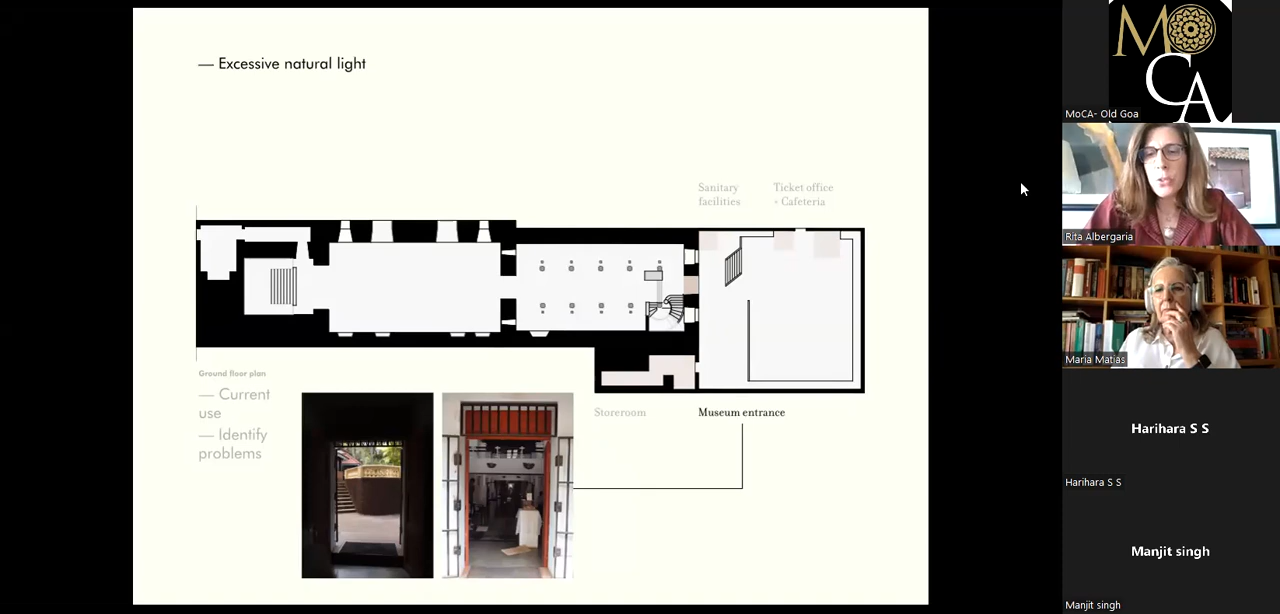 — Excessive natural light
Sanitary
facilities
Ticket office
+ Cafeteria
Ground floor plan
— Current
use
— Identify
problems
Storeroom
Museum entrance
MOCA
MoCA- Old Goa
Rita Albergaria
Maria Matias
Harihara S S
Harihara S S
Manjit singh
Manjit singh